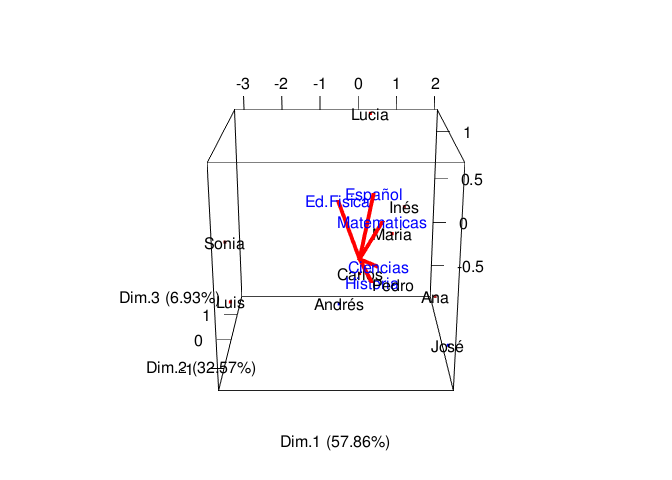 -3 -2 -1 0 1 2
Lucia
1
0.5
Español
Ed.Fisica
Inés
Matematicas
0
Maria
Sonia
-0.5
Ciencias
Carlos
Historia
Pedro
Dim.3 (6.93%)
Luis
Andrés
Ana
1
0
José
Dim.2 (32.57%)
-1
Dim.1 (57.86%)